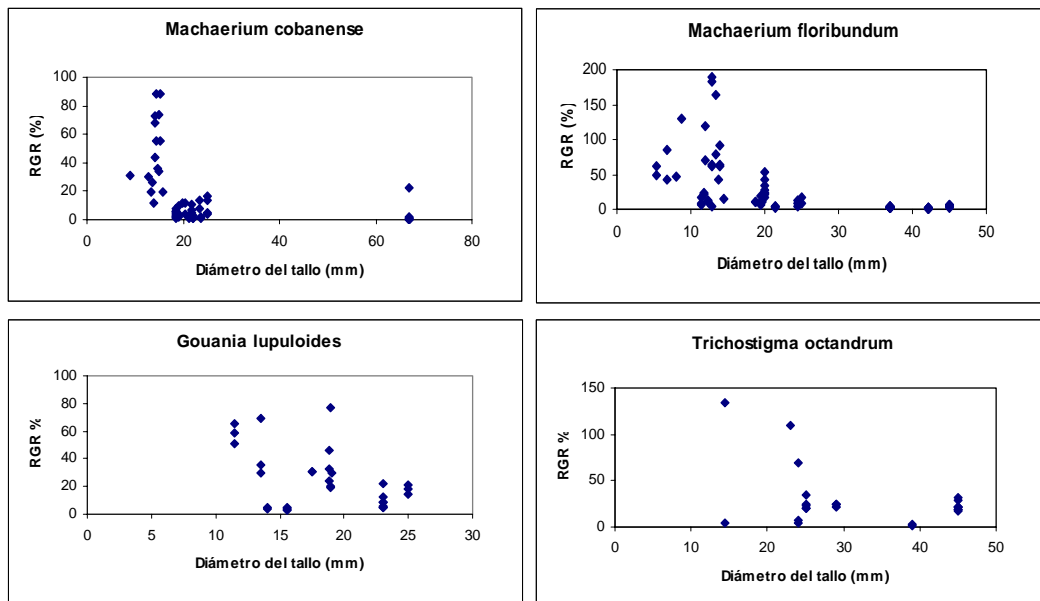 Machaerium cobanense
RGR (%)
100
80
60
40
20
0
0 20 40 60 80
Diámetro del tallo (mm)
Machaerium floribundum
RGR (%)
200
150
100
50
0
0 10 20 30 40 50
Diámetro del tallo (mm)
Gouania lupuloides
RGR %
100
80
60
40
20
0
0 5 10 15 20 25 30
Diámetro del tallo (mm)
Trichostigma octandrum
RGR %
150
100
50
0
0 10 20 30 40 50
Diámetro del tallo (mm)